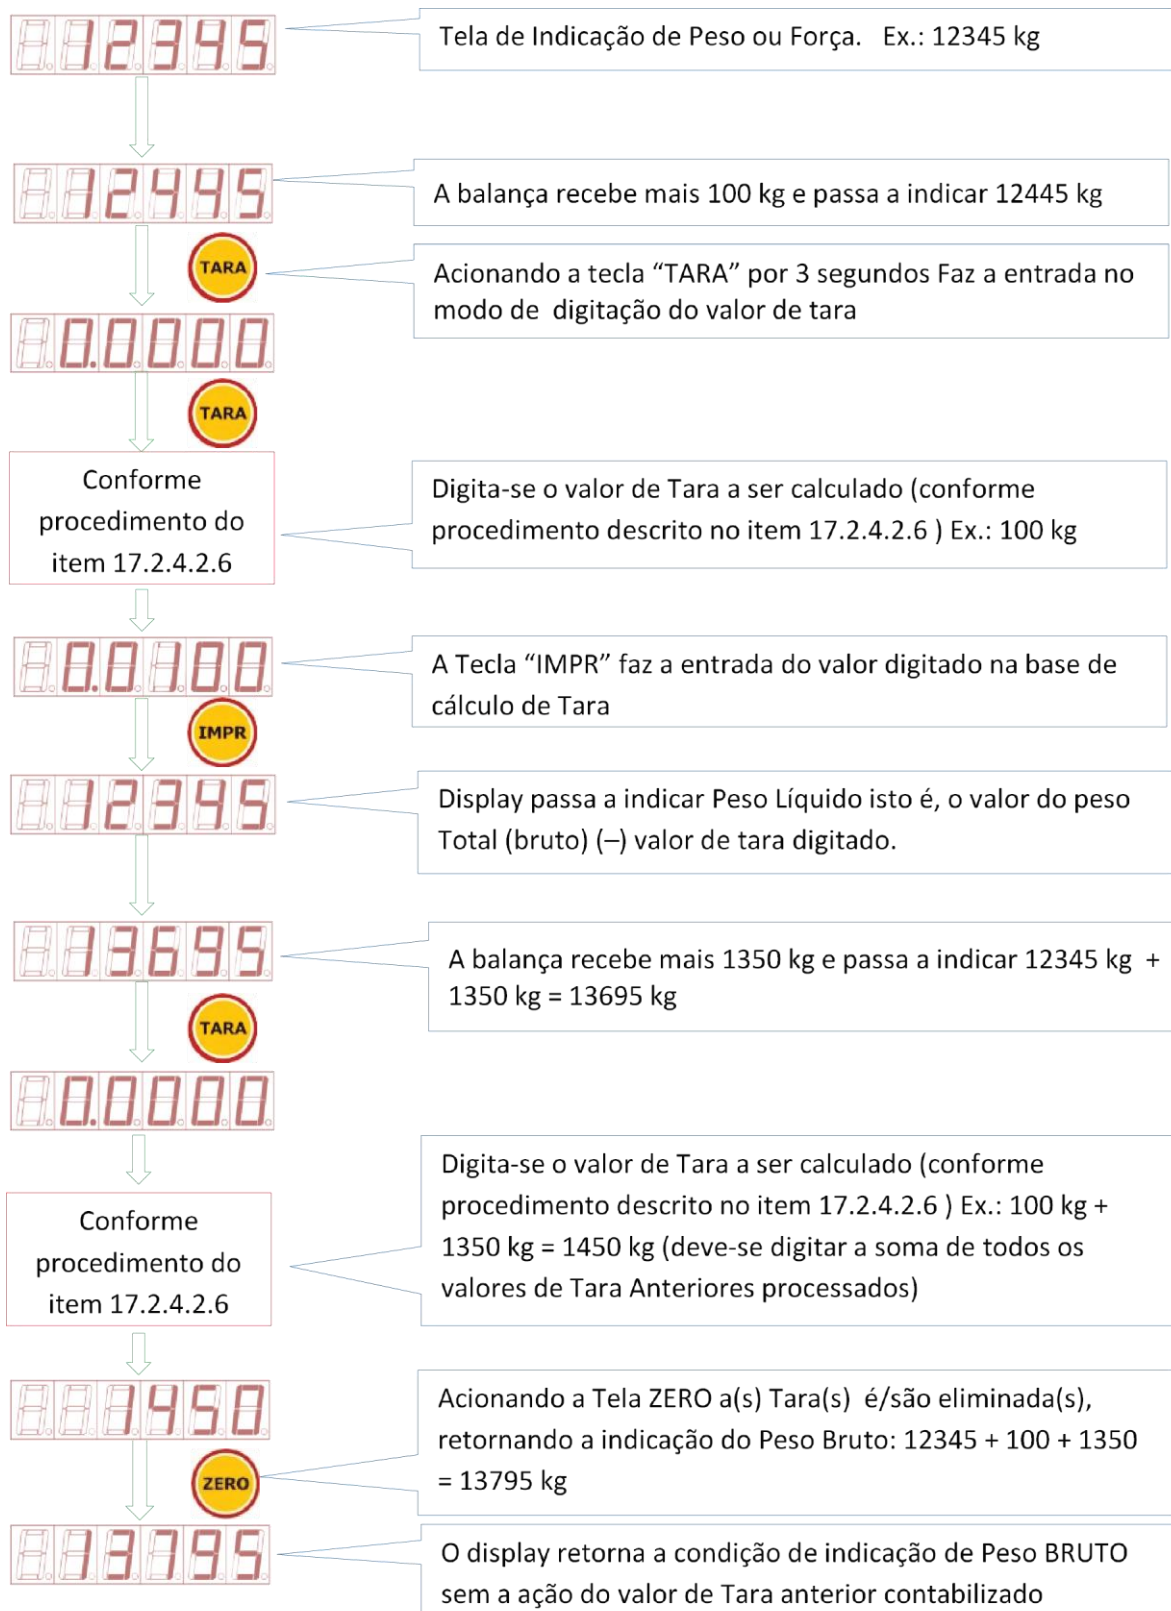 12345
Tela de Indicação de Peso ou Força. Ex.: 12345 kg
12445
A balança recebe mais 100 kg e passa a indicar 12445 kg
TARA
Acionando a tecla “TARA” por 3 segundos Faz a entrada no
modo de digitação do valor de tara
0.0000
TARA
Conforme
procedimento do
item 17.2.4.2.6
Digita-se o valor de Tara a ser calculado (conforme
procedimento descrito no item 17.2.4.2.6 ) Ex.: 100 kg
0.0100
A Tecla “IMPR” faz a entrada do valor digitado na base de
cálculo de Tara
IMPR
12345
Display passa a indicar Peso Líquido isto é, o valor do peso
Total (bruto) (–) valor de tara digitado.
13695
A balança recebe mais 1350 kg e passa a indicar 12345 kg +
1350 kg = 13695 kg
TARA
0.0000
Conforme
procedimento do
item 17.2.4.2.6
Digita-se o valor de Tara a ser calculado (conforme
procedimento descrito no item 17.2.4.2.6 ) Ex.: 100 kg +
1350 kg = 1450 kg (deve-se digitar a soma de todos os
valores de Tara Anteriores processados)
1450
Acionando a Tela ZERO a(s) Tara(s) é/são eliminada(s),
retornando a indicação do Peso Bruto: 12345 + 100 + 1350
= 13795 kg
ZERO
13795
O display retorna a condição de indicação de Peso BRUTO
sem a ação do valor de Tara anterior contabilizado